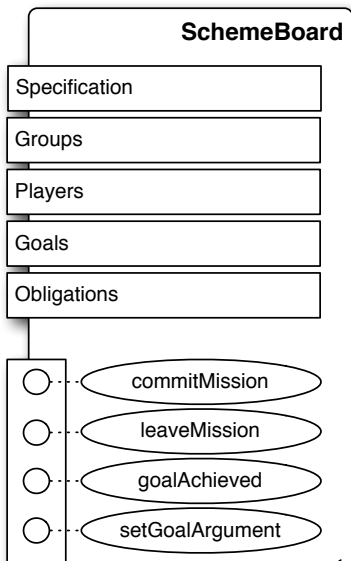 SchemeBoard
Specification
Groups
Players
Goals
Obligations
commitMission
leaveMission
goalAchieved
setGoalArgument